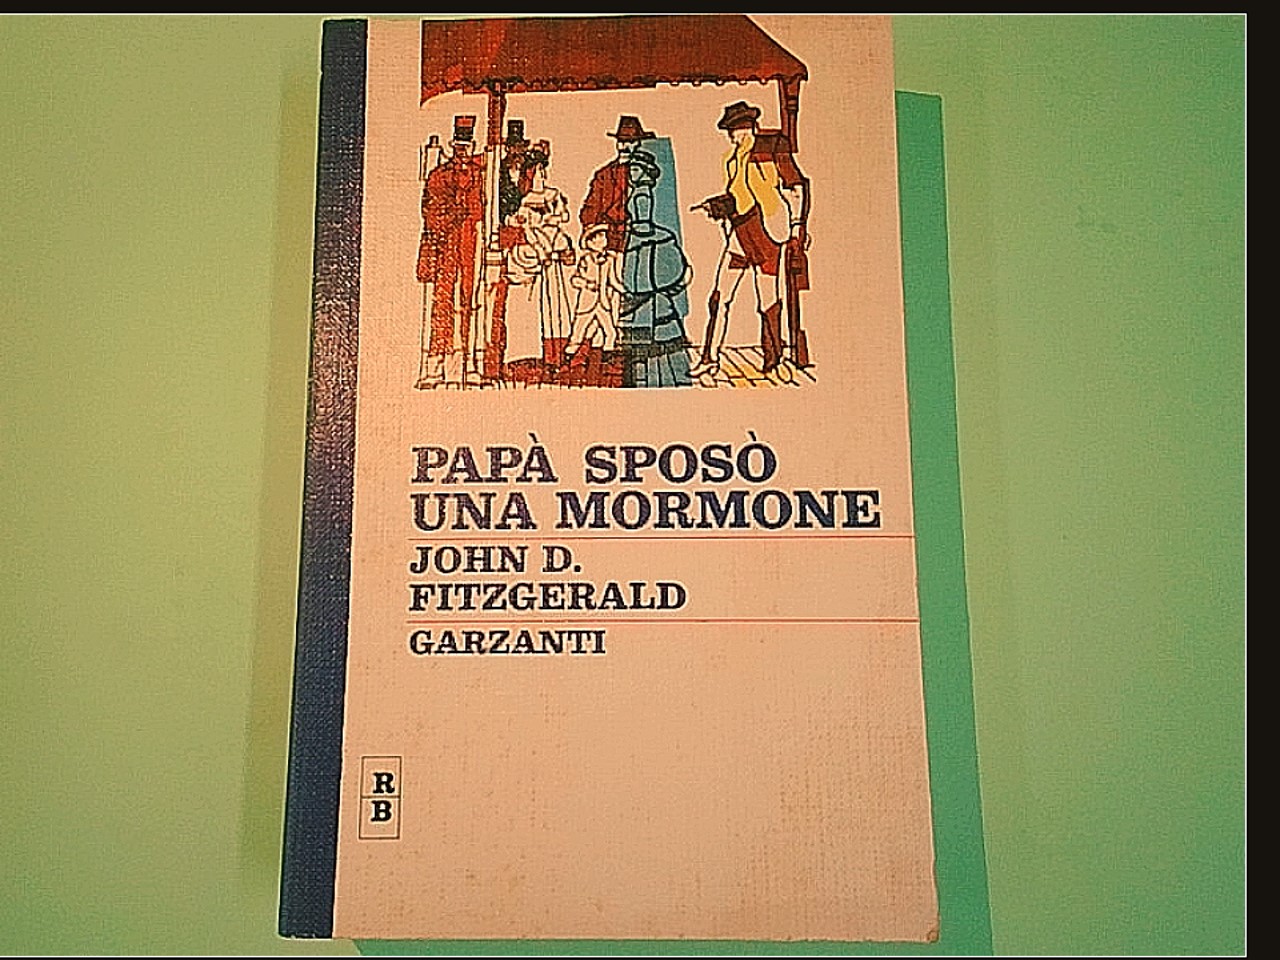 PAPÀ SPOSÒ
UNA MORMONE
JOHN D.
FITZGERALD
GARZANTI
R
B